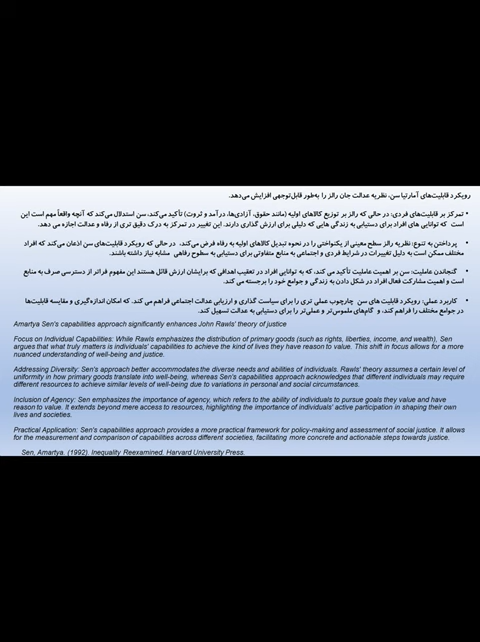 رویکرد قابلیت‌های آمارتیا سن، نظریه عدالت جان رالز را به‌طور قابل‌توجهی افزایش می‌دهد.
• تمرکز بر قابلیت‌های فردی: در حالی که رالز بر توزیع کالاهای اولیه (مانند حقوق، آزادی‌ها، درآمد و ثروت) تأکید می‌کند، سن استدلال می‌کند که آنچه واقعاً مهم است این
است که توانایی های افراد برای دستیابی به زندگی هایی که دلیلی برای ارزش گذاری دارند. این تغییر در تمرکز به درک دقیق تری از رفاه و عدالت اجازه می دهد.
• پرداختن به تنوع: نظریه رالز سطح معینی از یکنواختی را در نحوه تبدیل کالاهای اولیه به رفاه فرض می‌کند، در حالی که رویکرد قابلیت‌های سن اذعان می‌کند که افراد
مختلف ممکن است به دلیل تغییرات در شرایط فردی و اجتماعی به منابع متفاوتی برای دستیابی به سطوح رفاهی مشابه نیاز داشته باشند.
• گنجاندن عاملیت: سن بر اهمیت عاملیت تأکید می کند، که به توانایی افراد در تعقیب اهدافی که برایشان ارزش قائل هستند این مفهوم فراتر از دسترسی صرف به منابع
است و اهمیت مشارکت فعال افراد در شکل دادن به زندگی و جوامع خود را برجسته می کند.
• کاربرد عملی: رویکرد قابلیت های سن چارچوب عملی تری را برای سیاست گذاری و ارزیابی عدالت اجتماعی فراهم می کند. که امکان اندازه‌گیری و مقایسه قابلیت‌ها
در جوامع مختلف را فراهم کند، و گام‌های ملموس‌تر و عملی‌تر را برای دستیابی به عدالت تسهیل کند.
Amartya Sen's capabilities approach significantly enhances John Rawls' theory of justice
Focus on Individual Capabilities: While Rawls emphasizes the distribution of primary goods (such as rights, liberties, income, and wealth), Sen
argues that what truly matters is individuals' capabilities to achieve the kind of lives they have reason to value. This shift in focus allows for a more
nuanced understanding of well-being and justice.
Addressing Diversity: Sen's approach better accommodates the diverse needs and abilities of individuals. Rawls' theory assumes a certain level of
uniformity in how primary goods translate into well-being, whereas Sen's capabilities approach acknowledges that different individuals may require
different resources to achieve similar levels of well-being due to variations in personal and social circumstances.
Inclusion of Agency: Sen emphasizes the importance of agency, which refers to the ability of individuals to pursue goals they value and have
reason to value. It extends beyond mere access to resources, highlighting the importance of individuals' active participation in shaping their own
lives and societies.
Practical Application: Sen's capabilities approach provides a more practical framework for policy-making and assessment of social justice. It allows
for the measurement and comparison of capabilities across different societies, facilitating more concrete and actionable steps towards justice.
Sen, Amartya. (1992). Inequality Reexamined. Harvard University Press.